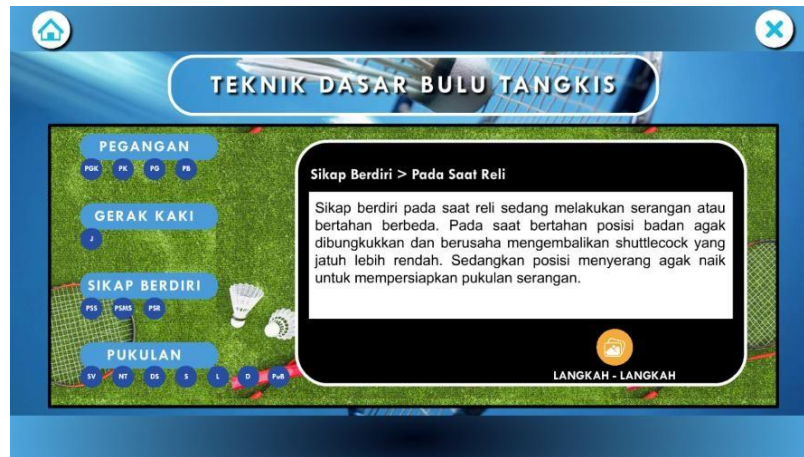 TEKNIK DASAR BULU TANGKIS
PEGANGAN
PGK PK PG PB
GERAK KAKI
J
SIKAP BERDIRI
PSS PSMS PSR
PUKULAN
SV NT DS S L D PuB
Sikap Berdiri > Pada Saat Reli
Sikap berdiri pada saat reli sedang melakukan serangan atau
bertahan berbeda. Pada saat bertahan posisi badan agak
dibungkukkan dan berusaha mengembalikan shuttlecock yang
jatuh lebih rendah. Sedangkan posisi menyerang agak naik
untuk mempersiapkan pukulan serangan.
LANGKAH - LANGKAH